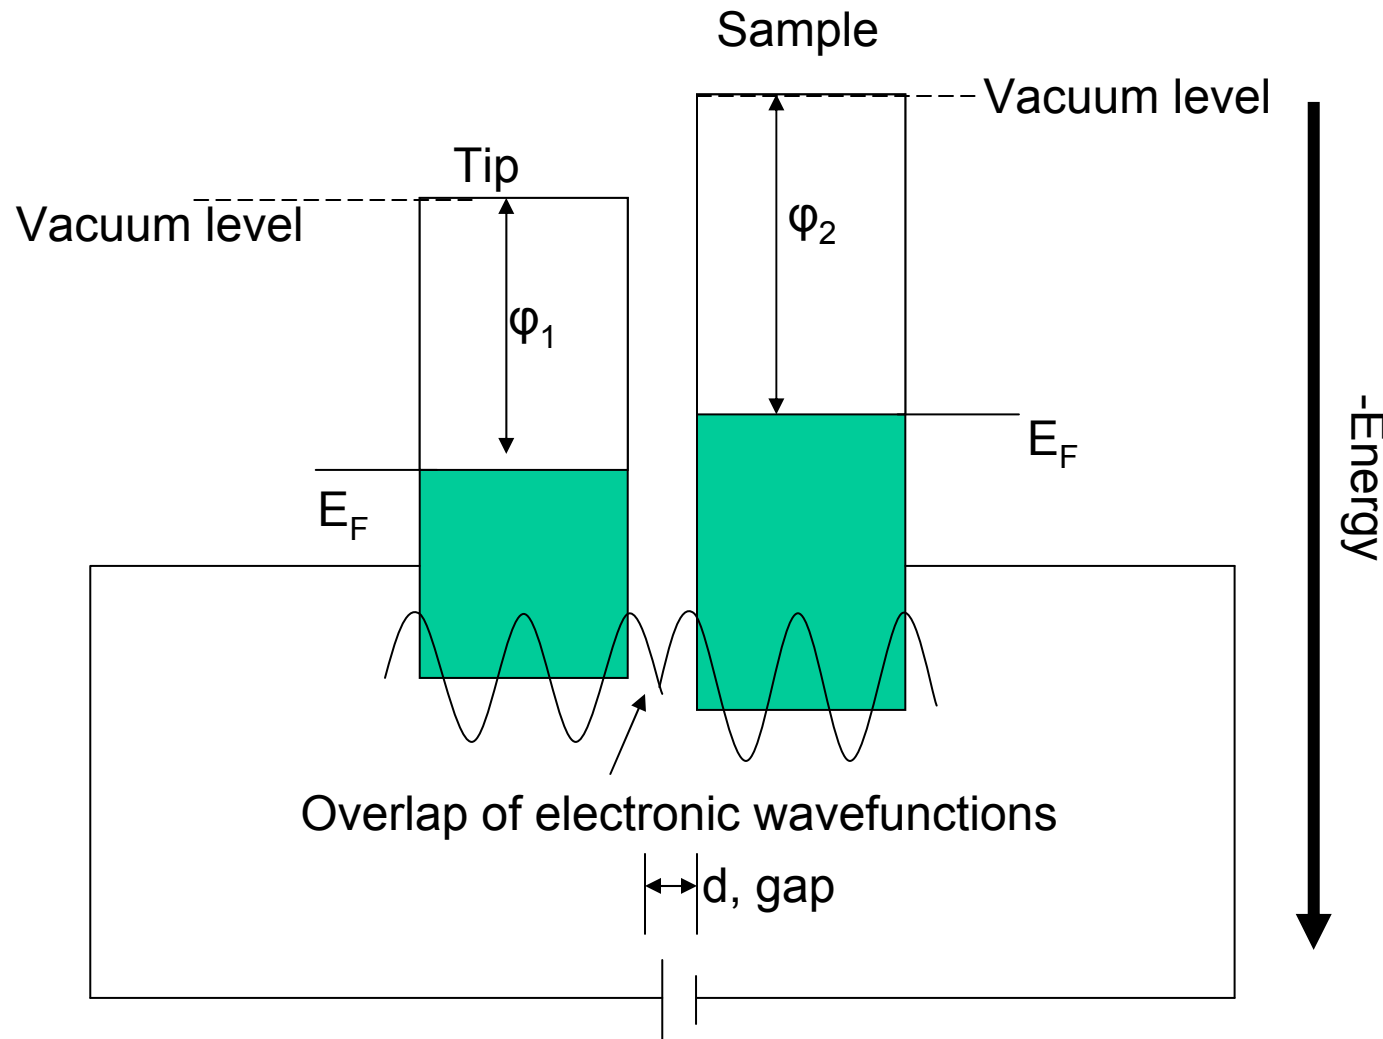 Sample
Vacuum level
Tip
Vacuum level
φ2
φ1
EF
EF
-Energy
Overlap of electronic wavefunctions
d, gap